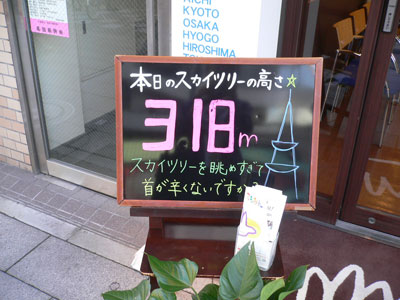 KYOTO
OSAKA
HYOGO
HIROSHIMA
本日のスカイツリーの高さ☆
318m
スカイツリーを眺めすぎて
首が辛くないですか?